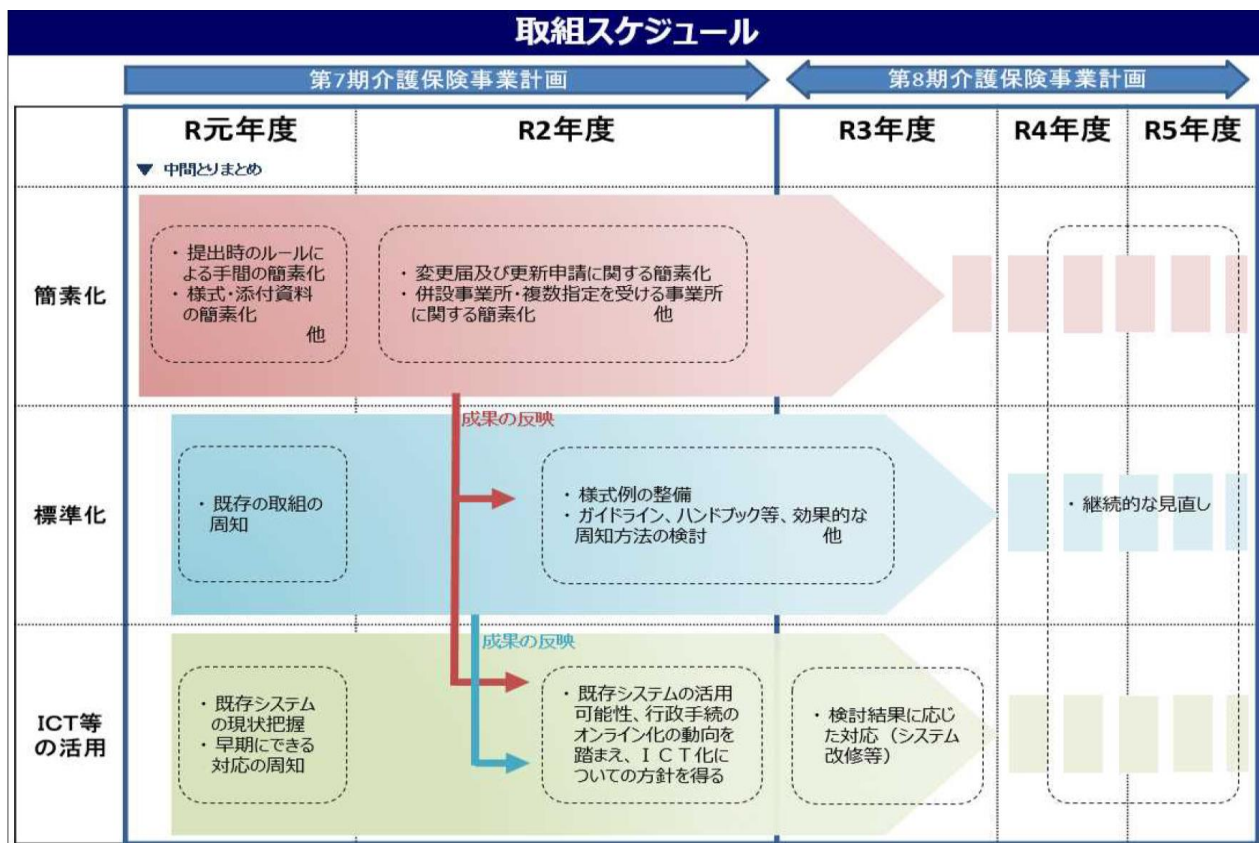 取組スケジュール
第7期介護保険事業計画
第8期介護保険事業計画
R元年度
R2年度
R3年度
R4年度
R5年度
▼ 中間とりまとめ
簡素化
・提出時のルールに
よる手間の簡素化
・様式・添付資料
の簡素化
他
・変更届及び更新申請に関する簡素化
・併設事業所・複数指定を受ける事業所
に関する簡素化 他
成果の反映
標準化
・既存の取組の
周知
・様式例の整備
・ガイドライン、ハンドブック等、効果的な
周知方法の検討 他
・継続的な見直し
成果の反映
ICT等
の活用
・既存システム
の現状把握
・早期にできる
対応の周知
・既存システムの活用
可能性、行政手続の
オンライン化の動向を
踏まえ、ＩＣＴ化に
ついての方針を得る
・検討結果に応じ
た対応（システム
改修等）